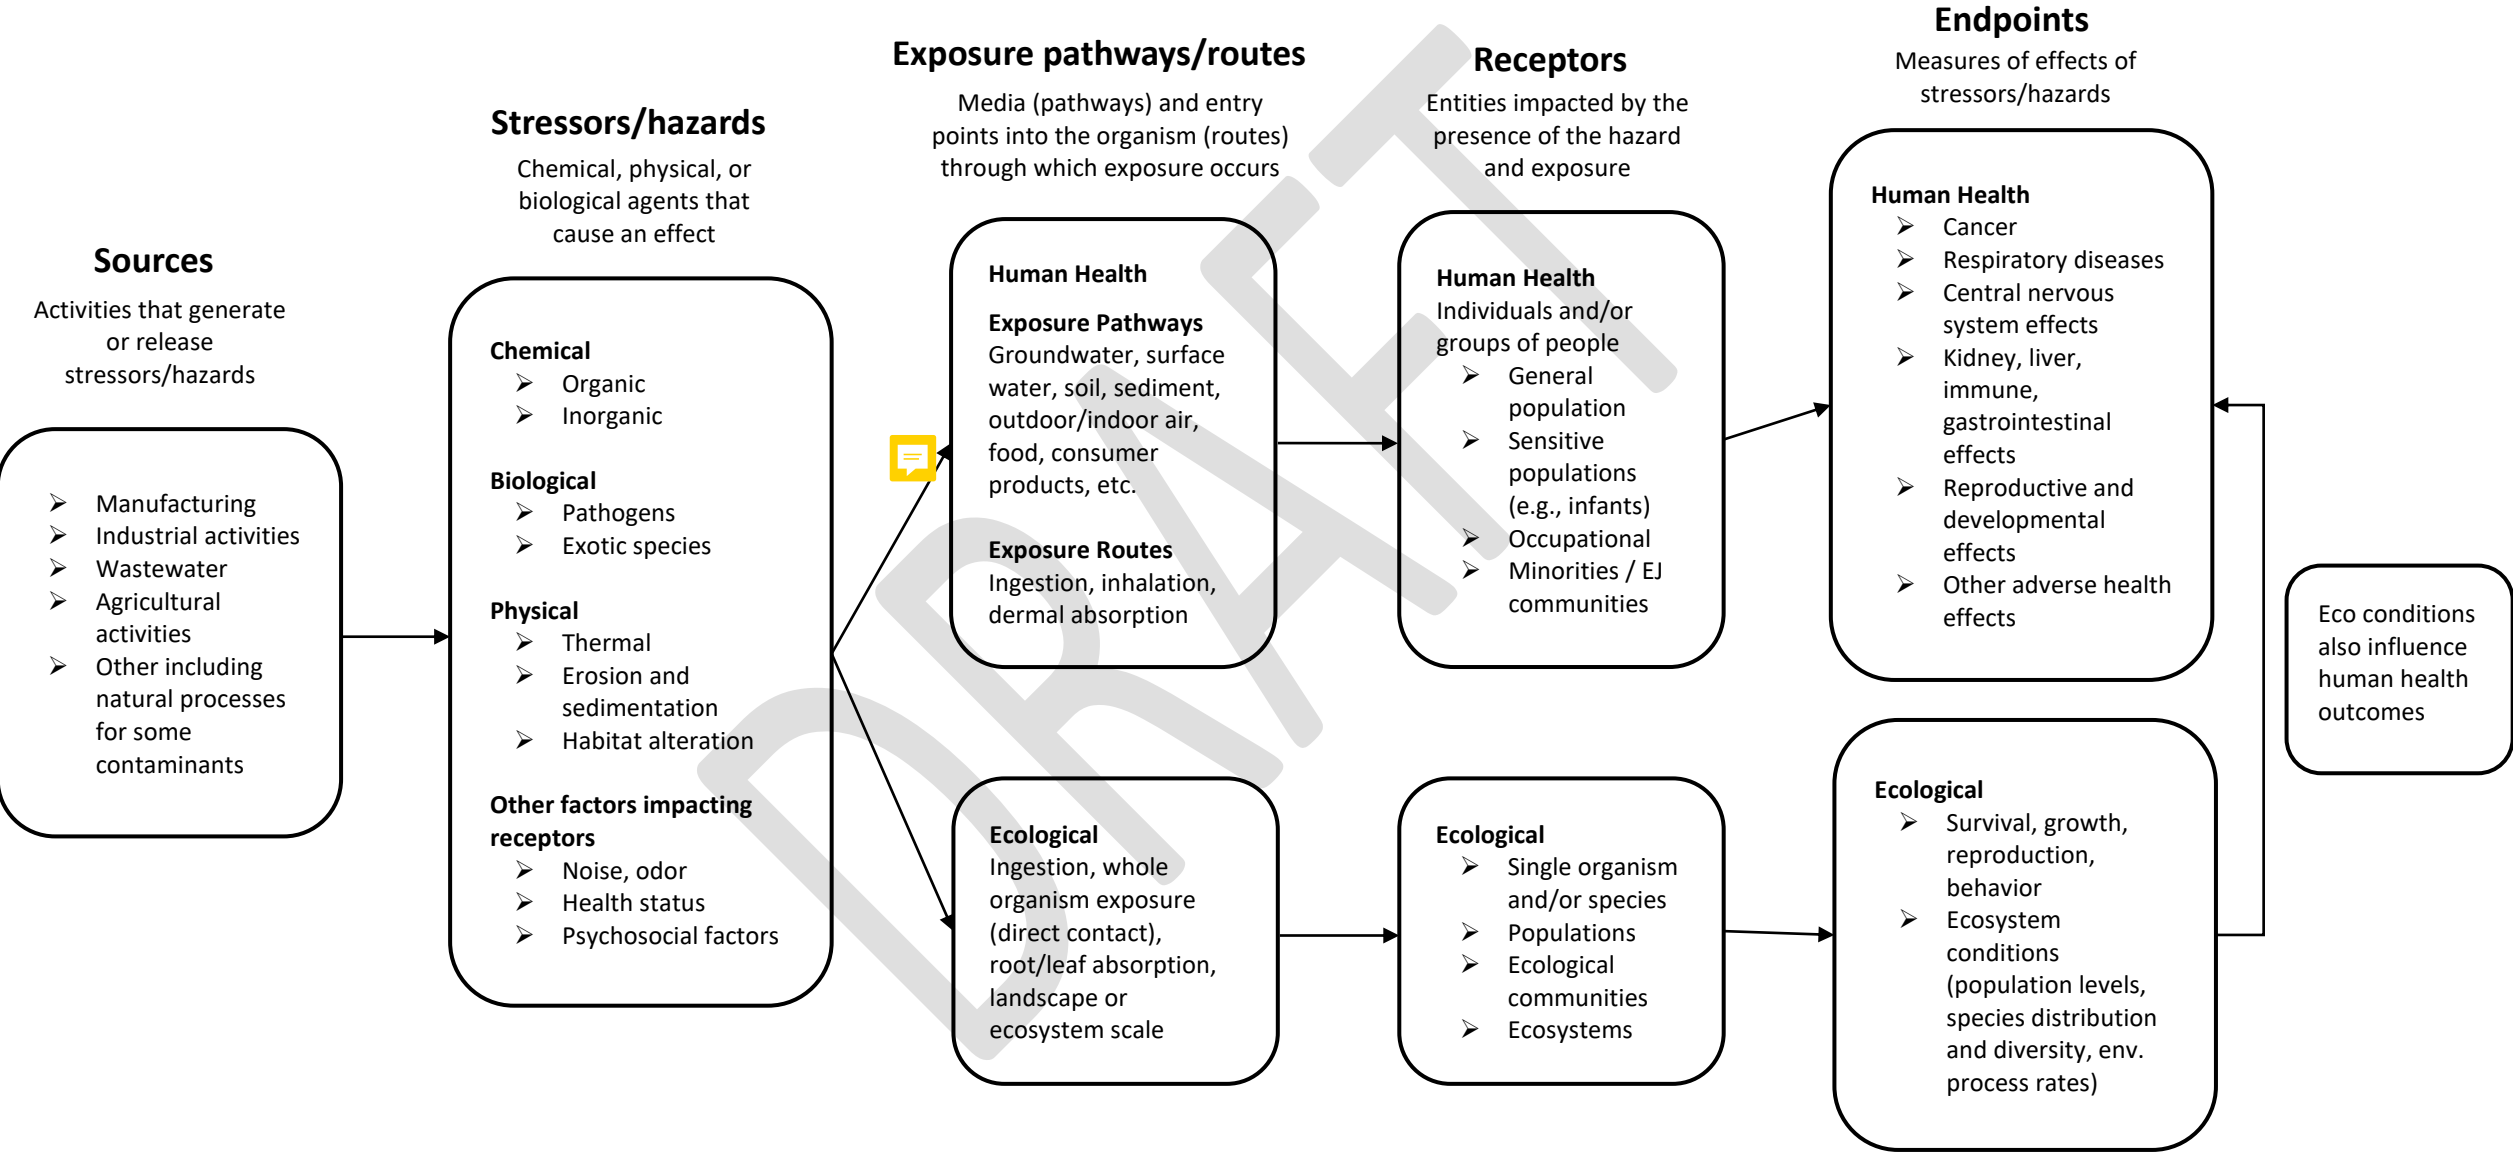 Sources
Activities that generate
or release
stressors/hazards
➢ Manufacturing
➢ Industrial activities
➢ Wastewater
➢ Agricultural
activities
➢ Other including
natural processes
for some
contaminants
Stressors/hazards
Chemical, physical, or
biological agents that
cause an effect
Chemical
➢ Organic
➢ Inorganic
Biological
➢ Pathogens
➢ Exotic species
Physical
➢ Thermal
➢ Erosion and
sedimentation
➢ Habitat alteration
Other factors impacting
receptors
➢ Noise, odor
➢ Health status
➢ Psychosocial factors
Exposure pathways/routes
Media (pathways) and entry
points into the organism (routes)
through which exposure occurs
Human Health
Exposure Pathways
Groundwater, surface
water, soil, sediment,
outdoor/indoor air,
food, consumer
products, etc.
Exposure Routes
Ingestion, inhalation,
dermal absorption
Ecological
Ingestion, whole
organism exposure
(direct contact),
root/leaf absorption,
landscape or
ecosystem scale
Receptors
Entities impacted by the
presence of the hazard
and exposure
Human Health
Individuals and/or
groups of people
➢ General
population
➢ Sensitive
populations
(e.g., infants)
➢ Occupational
➢ Minorities / EJ
communities
Ecological
➢ Single organism
and/or species
➢ Populations
➢ Ecological
communities
➢ Ecosystems
Endpoints
Measures of effects of
stressors/hazards
Human Health
➢ Cancer
➢ Respiratory diseases
➢ Central nervous
system effects
➢ Kidney, liver,
immune,
gastrointestinal
effects
➢ Reproductive and
developmental
effects
➢ Other adverse health
effects
Ecological
➢ Survival, growth,
reproduction,
behavior
➢ Ecosystem
conditions
(population levels,
species distribution
and diversity, env.
process rates)
Eco conditions
also influence
human health
outcomes
DRAFT